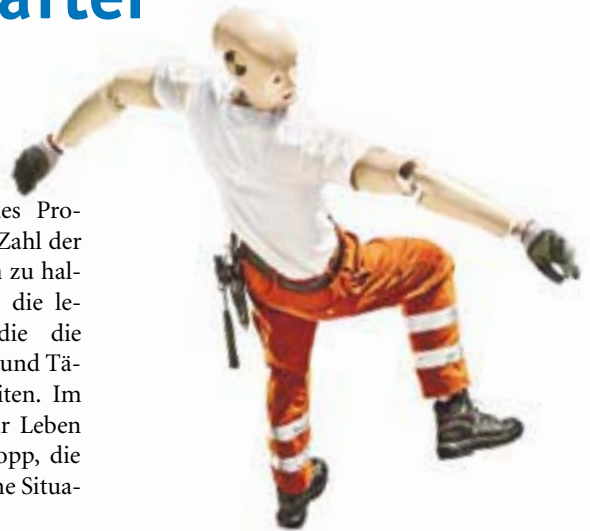 arter
es Pro-
Zahl der
zu hal-
die le-
die die
und Tä-
iten. Im
r Leben
opp, die
ne Situa-